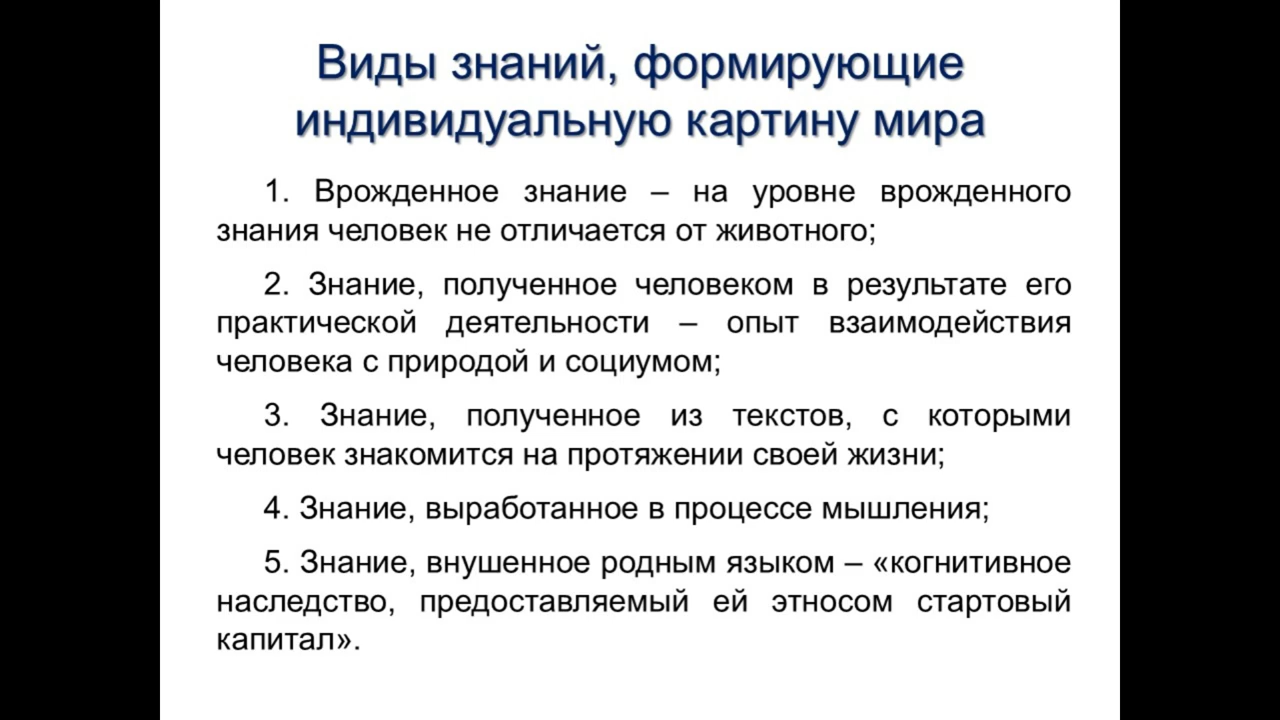 Виды знаний, формирующие
индивидуальную картину мира
1. Врожденное знание – на уровне врожденного
знания человек не отличается от животного;
2. Знание, полученное человеком в результате его
практической деятельности – опыт взаимодействия
человека с природой и социумом;
3. Знание, полученное из текстов, с которыми
человек знакомится на протяжении своей жизни;
4. Знание, выработанное в процессе мышления;
5. Знание, внушенное родным языком – «когнитивное
наследство, предоставляемый ей этносом стартовый
капитал».